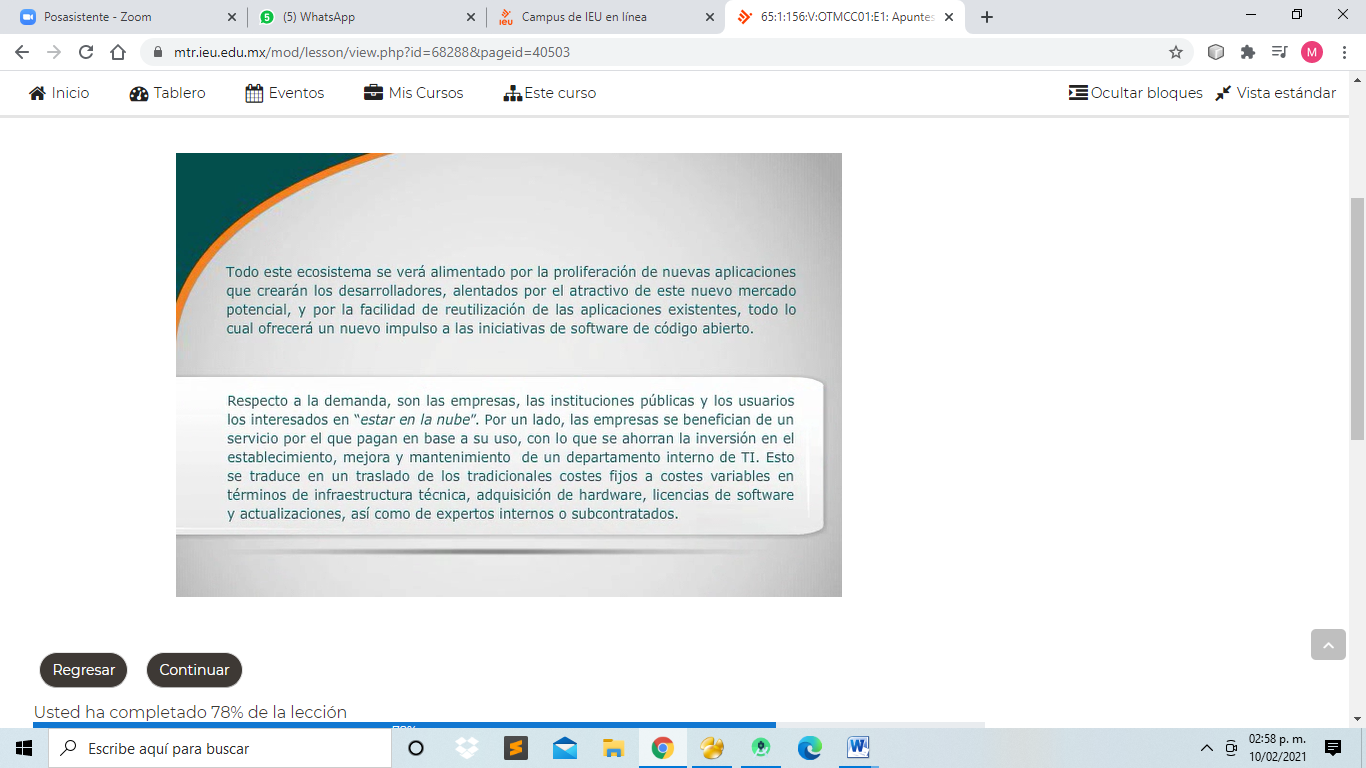 Posasistente - Zoom
(5) WhatsApp
Campus de IEU en línea
65:1:156:V:OTMCC01:E1: Apuntes
mtr.ieu.edu.mx/mod/lesson/view.php?id=68288&pageid=40503
M
Inicio
Tablero
Eventos
Mis Cursos
Este curso
Ocultar bloques
Vista estándar
Todo este ecosistema se verá alimentado por la proliferación de nuevas aplicaciones
que crearán los desarrolladores, alentados por el atractivo de este nuevo mercado
potencial, y por la facilidad de reutilización de las aplicaciones existentes, todo lo
cual ofrecerá un nuevo impulso a las iniciativas de software de código abierto.
Respecto a la demanda, son las empresas, las instituciones públicas y los usuarios
los interesados en “estar en la nube”. Por un lado, las empresas se benefician de un
servicio por el que pagan en base a su uso, con lo que se ahorran la inversión en el
establecimiento, mejora y mantenimiento de un departamento interno de TI. Esto
se traduce en un traslado de los tradicionales costes fijos a costes variables en
términos de infraestructura técnica, adquisición de hardware, licencias de software
y actualizaciones, así como de expertos internos o subcontratados.
Regresar
Continuar
Usted ha completado 78% de la lección
78%
Escribe aquí para buscar
02:58 p. m.
10/02/2021